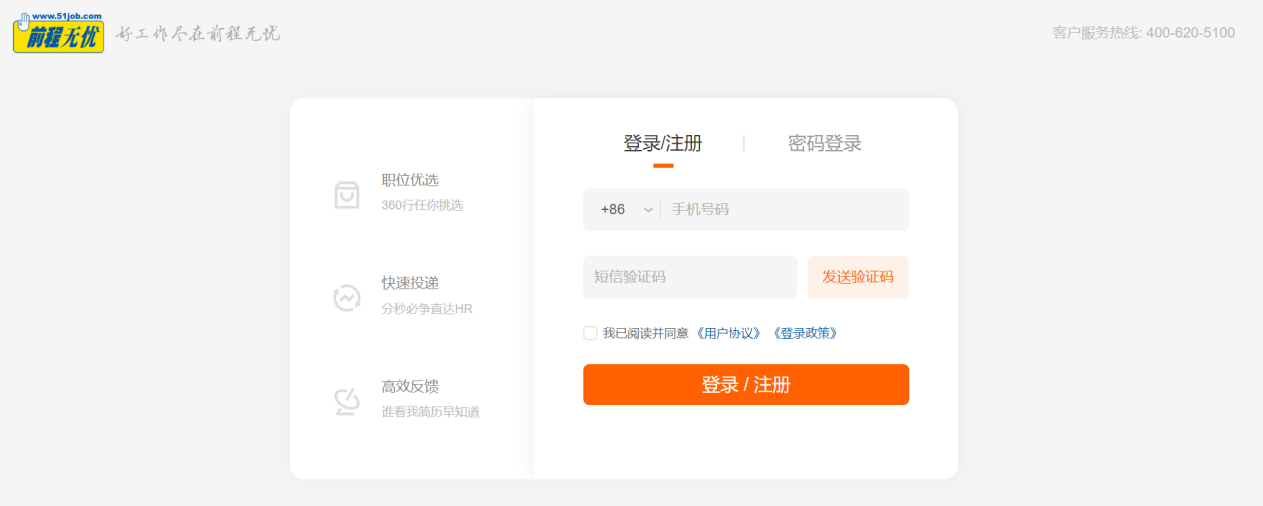 www.51job.com
前程无忧
好工作尽在前程无忧
客户服务热线: 400-620-5100
职位优选
360行任你挑选
快速投递
分秒必争直达HR
高效反馈
谁看我简历早知道
登录/注册
密码登录
+86 手机号码
短信验证码 发送验证码
我已阅读并同意《用户协议》《登录政策》
登录 / 注册